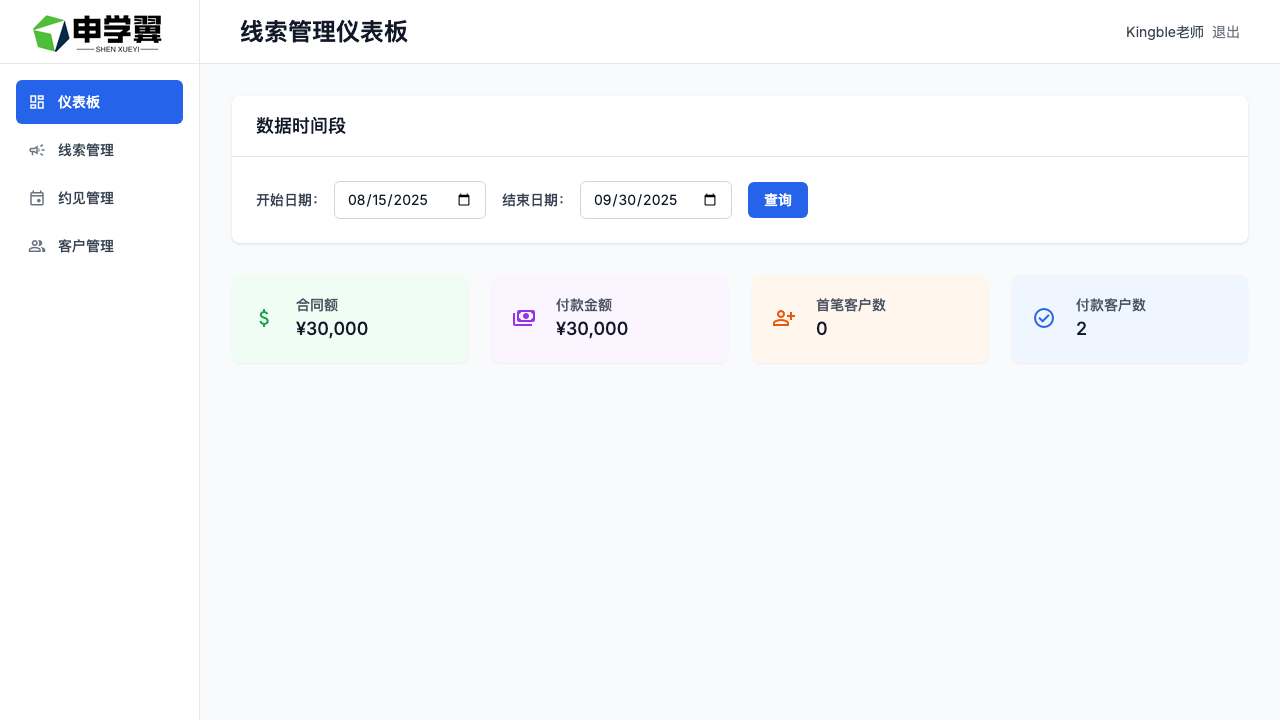 申学翼
SHEN XUEYI
线索管理仪表板
Kingble老师 退出
仪表板
线索管理
约见管理
客户管理
数据时间段
开始日期: 08/15/2025 结束日期: 09/30/2025 查询
合同额
¥30,000
付款金额
¥30,000
首笔客户数
0
付款客户数
2